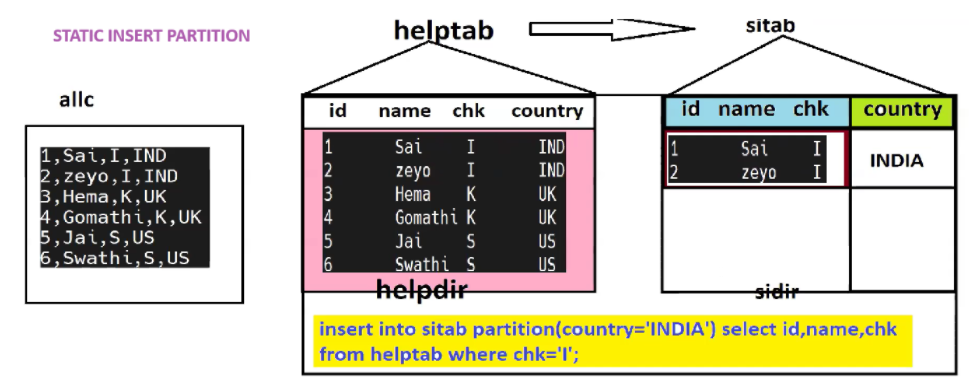 STATIC INSERT PARTITION
helptab
sitab
allc
1,Sai,I,IND
2,zeyo,I,IND
3,Hema,K,UK
4,Gomathi,K,UK
5,Jai,S,US
6,Swathi,S,US
id name chk country
1 Sai I IND
2 zeyo I IND
3 Hema K UK
4 Gomathi K UK
5 Jai S US
6 Swathi S US
helpdir
id name chk country
1 Sai I
2 zeyo I
INDIA
sidir
insert into sitab partition(country='INDIA') select id,name,chk
from helptab where chk='I';